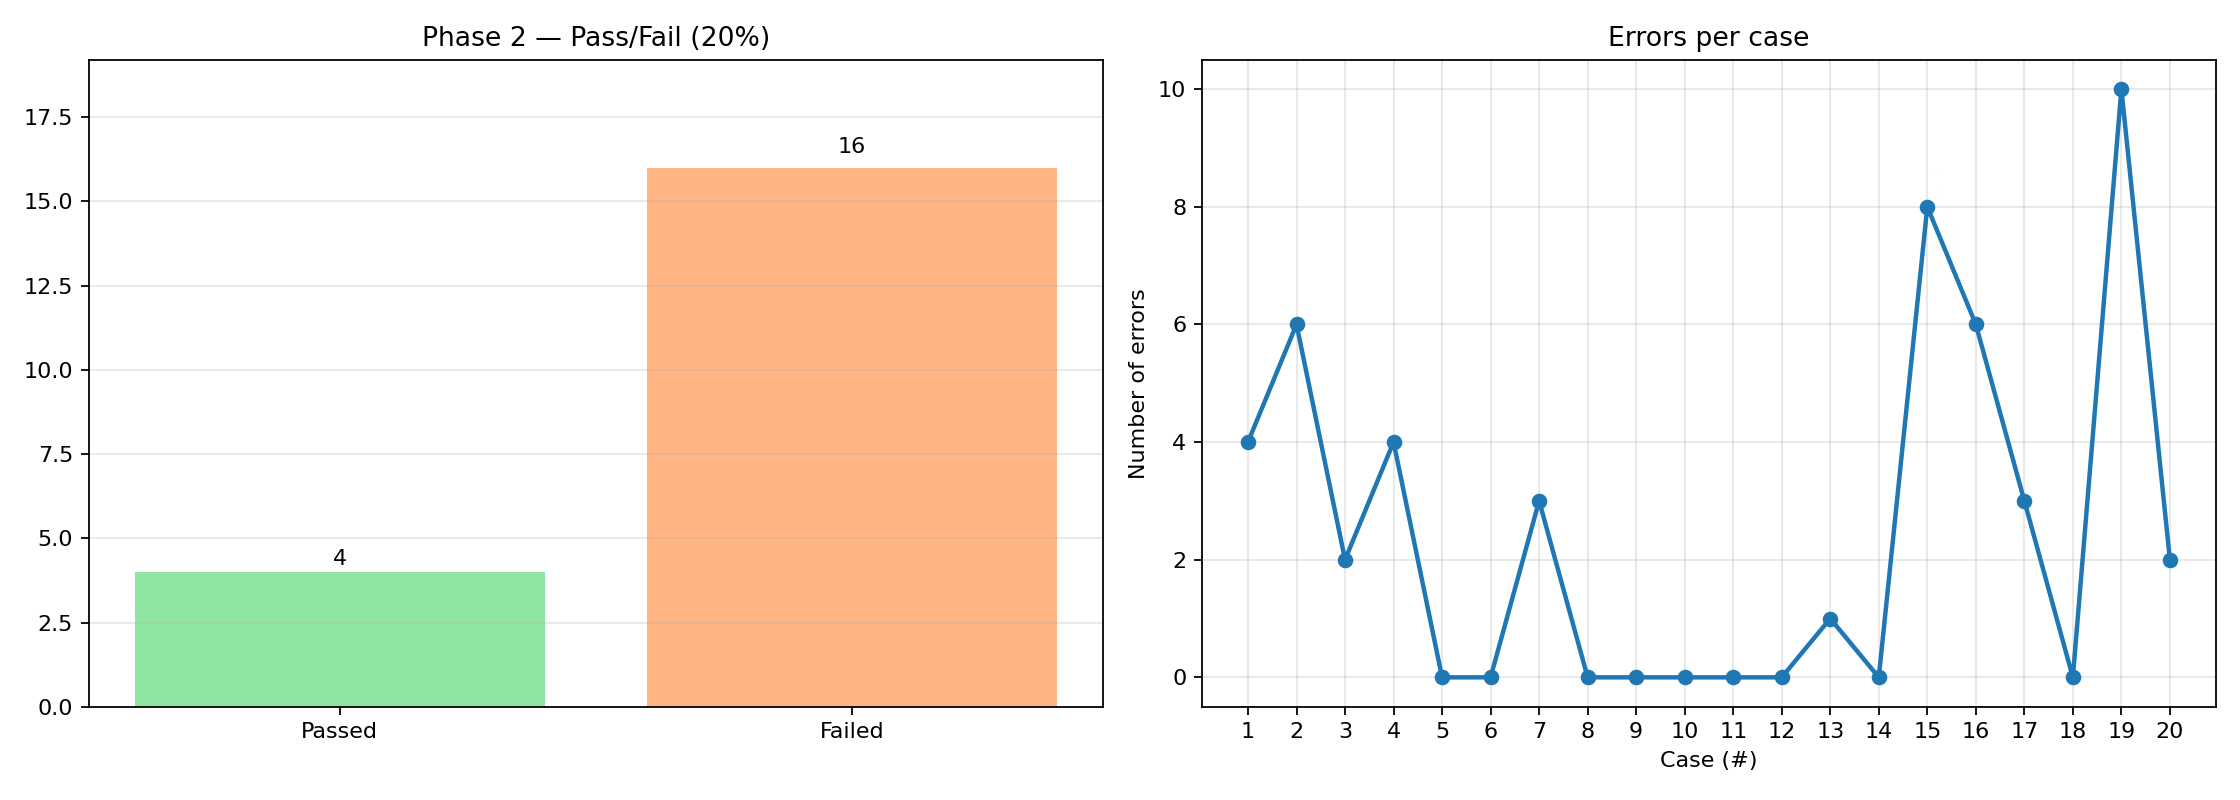 Phase 2 — Pass/Fail (20%)
17.5
15.0
12.5
10.0
7.5
5.0
2.5
0.0
16
4
Passed Failed
Errors per case
Number of errors
10
8
6
4
2
0
1 2 3 4 5 6 7 8 9 10 11 12 13 14 15 16 17 18 19 20
Case (#)